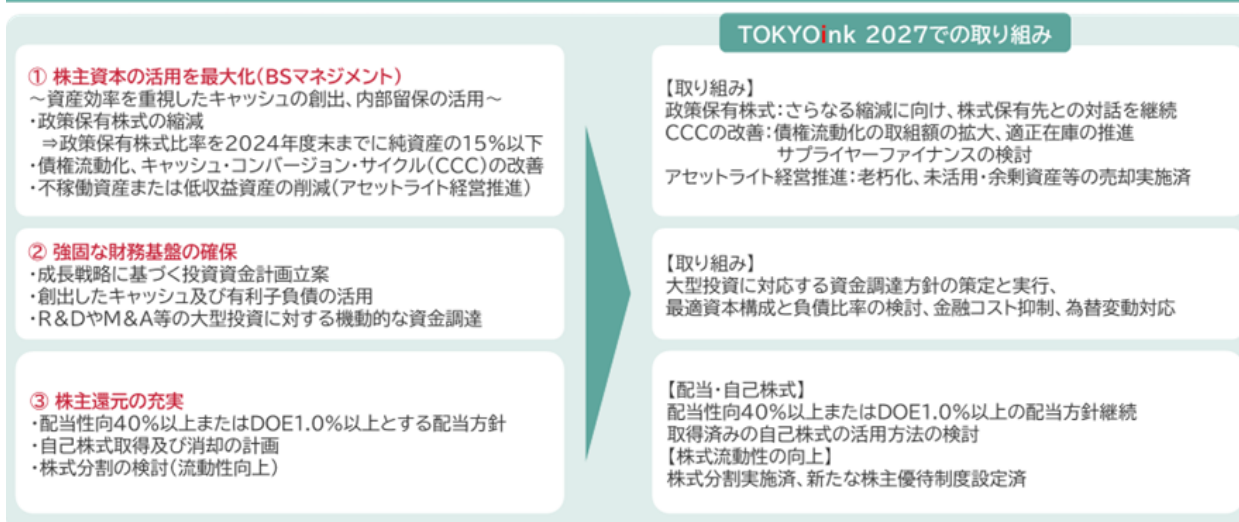 TOKYOink 2027での取り組み
① 株主資本の活用を最大化(BSマネジメント)
～資産効率を重視したキャッシュの創出、内部留保の活用～
・政策保有株式の縮減
⇒政策保有株式比率を2024年度末までに純資産の15%以下
・債権流動化、キャッシュ・コンバージョン・サイクル(CCC)の改善
・不稼働資産または低収益資産の削減(アセットライト経営推進)
【取り組み】
政策保有株式:さらなる縮減に向け、株式保有先との対話を継続
CCCの改善:債権流動化の取組額の拡大、適正在庫の推進
サプライヤーファイナンスの検討
アセットライト経営推進:老朽化、未活用・余剰資産等の売却実施済
② 強固な財務基盤の確保
・成長戦略に基づく投資資金計画立案
・創出したキャッシュ及び有利子負債の活用
・R&DやM&A等の大型投資に対する機動的な資金調達
【取り組み】
大型投資に対応する資金調達方針の策定と実行、
最適資本構成と負債比率の検討、金融コスト抑制、為替変動対応
③ 株主還元の充実
・配当性向40%以上またはDOE1.0%以上とする配当方針
・自己株式取得及び消却の計画
・株式分割の検討(流動性向上)
【配当・自己株式】
配当性向40%以上またはDOE1.0%以上の配当方針継続
取得済みの自己株式の活用方法の検討
【株式流動性の向上】
株式分割実施済、新たな株主優待制度設定済